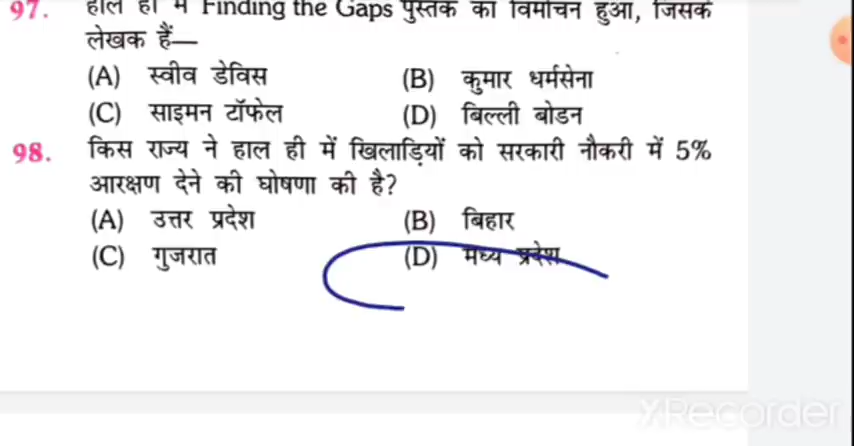 97. हाल ही में Finding the Gaps पुस्तक का विमोचन हुआ, जिसके
लेखक हैं—
(A) स्वीव डेविस (B) कुमार धर्मसेना
(C) साइमन टॉफेल (D) बिल्ली बोडन
98. किस राज्य ने हाल ही में खिलाड़ियों को सरकारी नौकरी में 5%
आरक्षण देने की घोषणा की है?
(A) उत्तर प्रदेश (B) बिहार
(C) गुजरात (D) मध्य प्रदेश
XRecorder